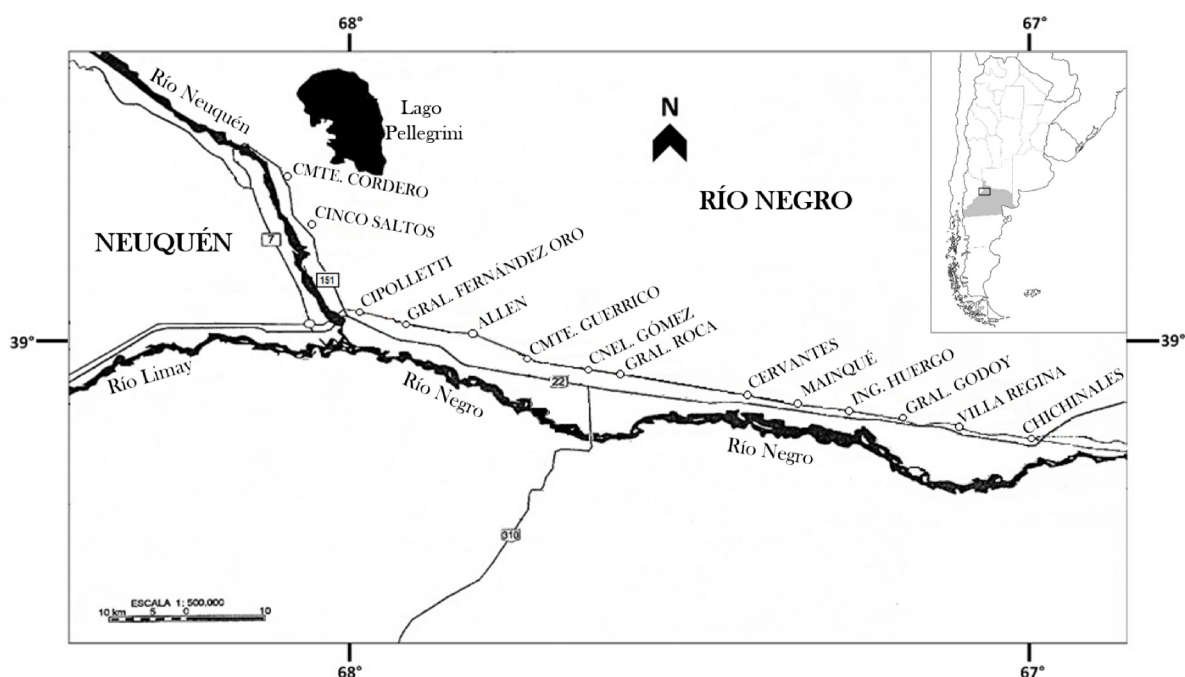 68°
67°
Río Neuquén
Lago
Pellegrini
N
CMTE. CORDERO
RÍO NEGRO
CINCO SALTOS
NEUQUÉN
7
151
CIPOLLETTI
GRAL. FERNÁNDEZ ORO
ALLEN
CMTE. GUERRICO
CNEL. GÓMEZ
GRAL. ROCA
CERVANTES
MAINQUÉ
ING. HUERGO
GRAL. GODOY
VILLA REGINA
CHICHINALES
39°
39°
Río Limay
Río Negro
22
Río Negro
310
ESCALA 1: 500.000
10 km 5 0 10
68°
67°